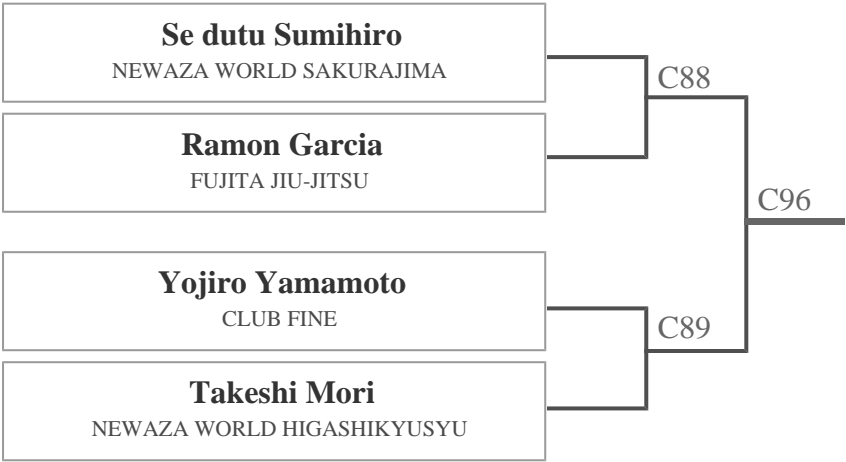 Se dutu Sumihiro
NEWAZA WORLD SAKURAJIMA
C88
Ramon Garcia
FUJITA JIU-JITSU
C96
Yojiro Yamamoto
CLUB FINE
C89
Takeshi Mori
NEWAZA WORLD HIGASHIKYUSYU